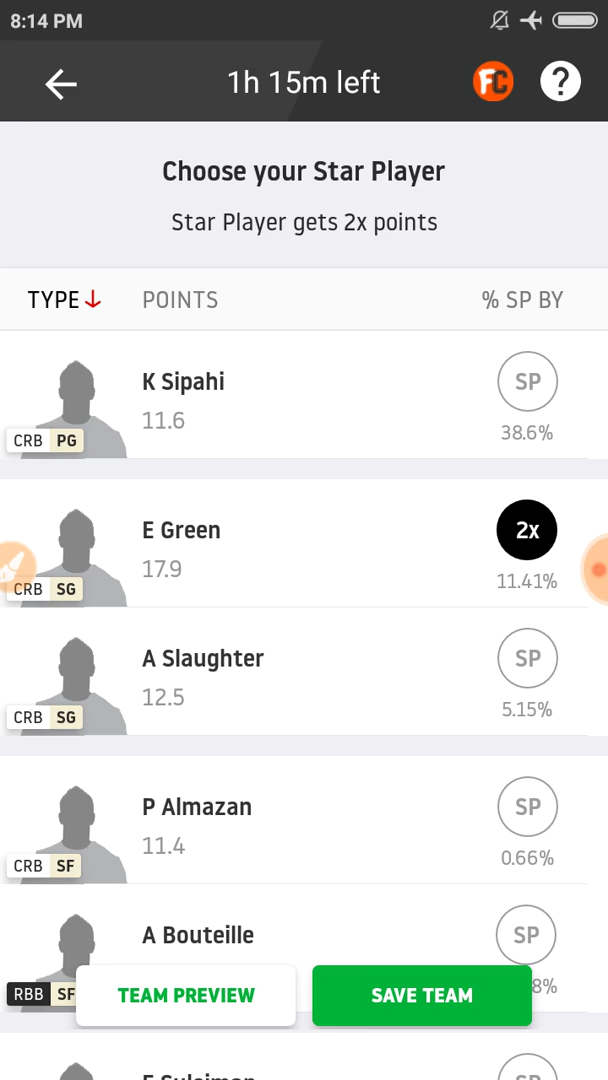 8:14 PM
1h 15m left
FC
?
Choose your Star Player
Star Player gets 2x points
TYPE POINTS % SP BY
K Sipahi
SP
11.6
38.6%
CRB PG
E Green
2x
17.9
11.41%
CRB SG
A Slaughter
SP
12.5
5.15%
CRB SG
P Almazan
SP
11.4
0.66%
CRB SF
A Bouteille
SP
8%
RBB SF
TEAM PREVIEW
SAVE TEAM